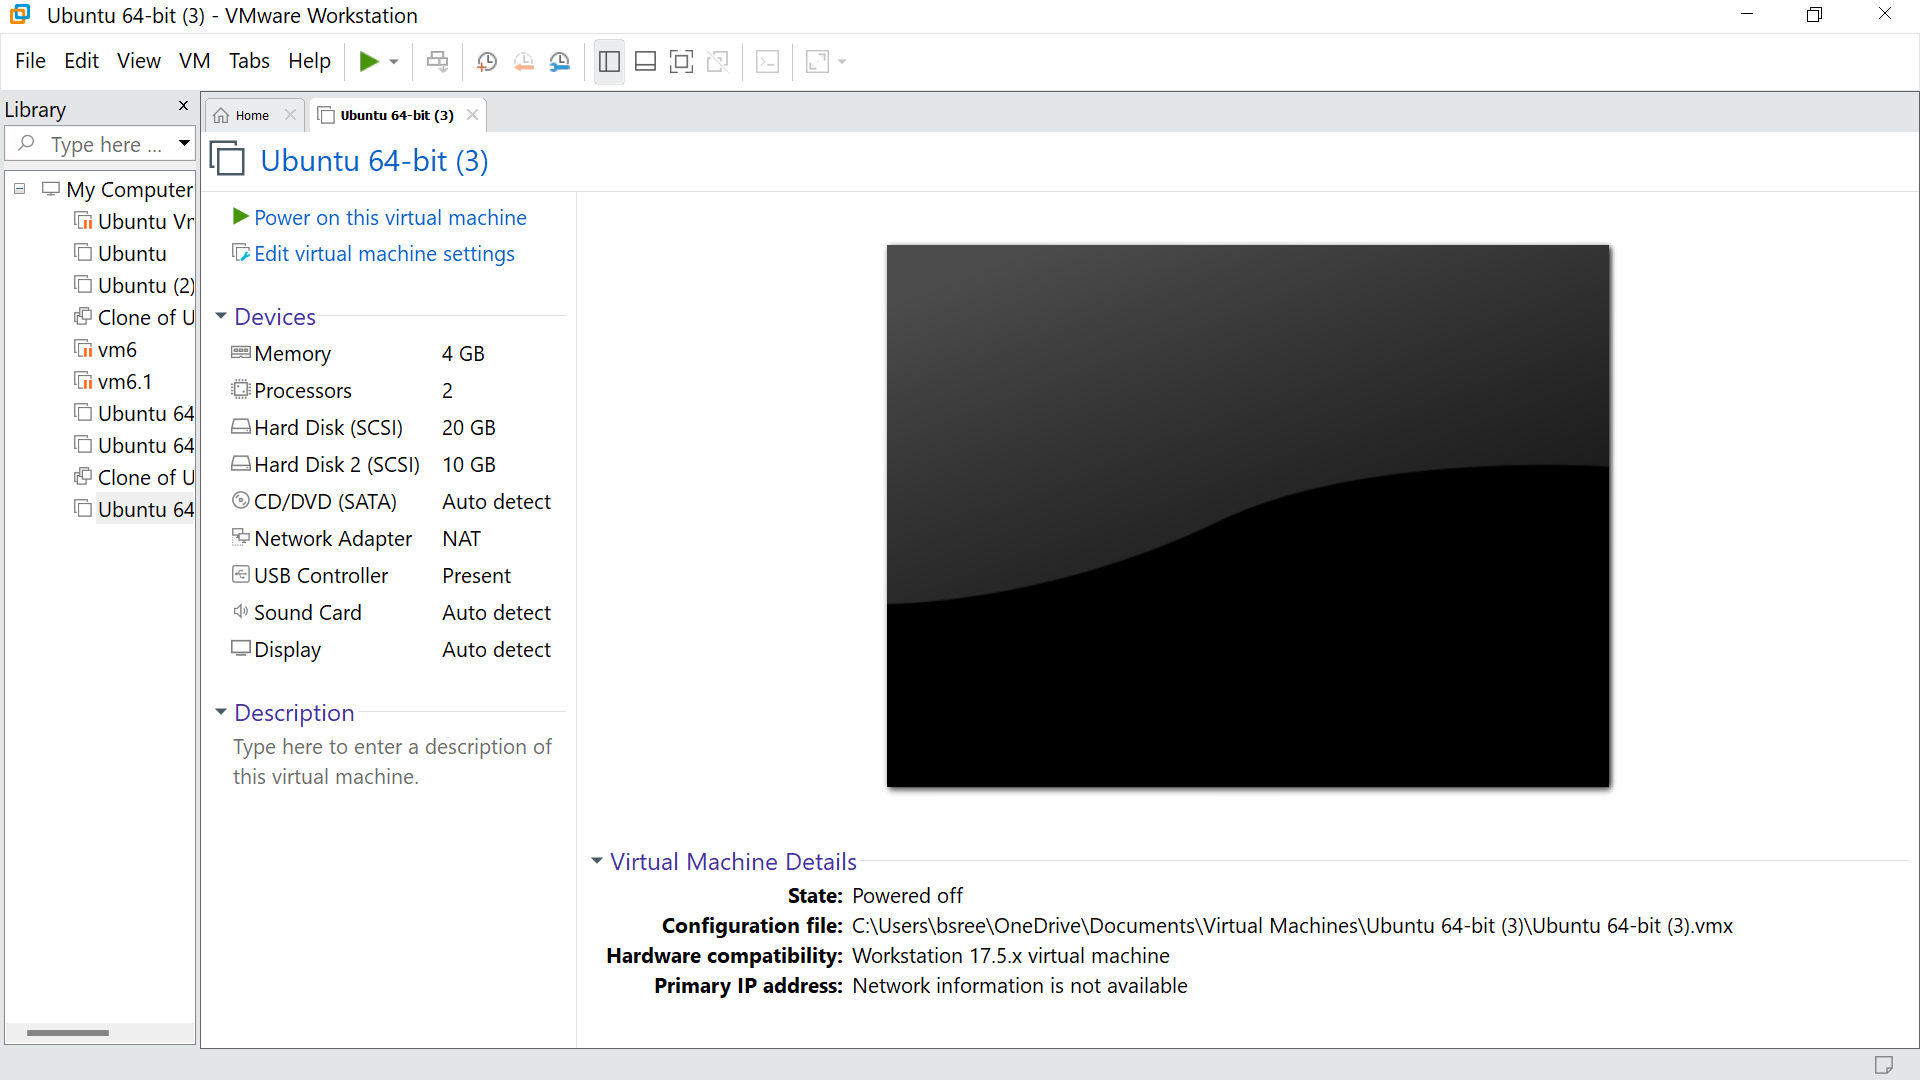 Ubuntu 64-bit (3) - VMware Workstation
File Edit View VM Tabs Help
Library
Type here ...
My Computer
Ubuntu Vr
Ubuntu
Ubuntu (2)
Clone of U
vm6
vm6.1
Ubuntu 64
Ubuntu 64
Clone of U
Ubuntu 64
Home
Ubuntu 64-bit (3)
Ubuntu 64-bit (3)
Power on this virtual machine
Edit virtual machine settings
Devices
Memory 4 GB
Processors 2
Hard Disk (SCSI) 20 GB
Hard Disk 2 (SCSI) 10 GB
CD/DVD (SATA) Auto detect
Network Adapter NAT
USB Controller Present
Sound Card Auto detect
Display Auto detect
Description
Type here to enter a description of
this virtual machine.
Virtual Machine Details
State: Powered off
Configuration file: C:\Users\bsree\OneDrive\Documents\Virtual Machines\Ubuntu 64-bit (3)\Ubuntu 64-bit (3).vmx
Hardware compatibility: Workstation 17.5.x virtual machine
Primary IP address: Network information is not available